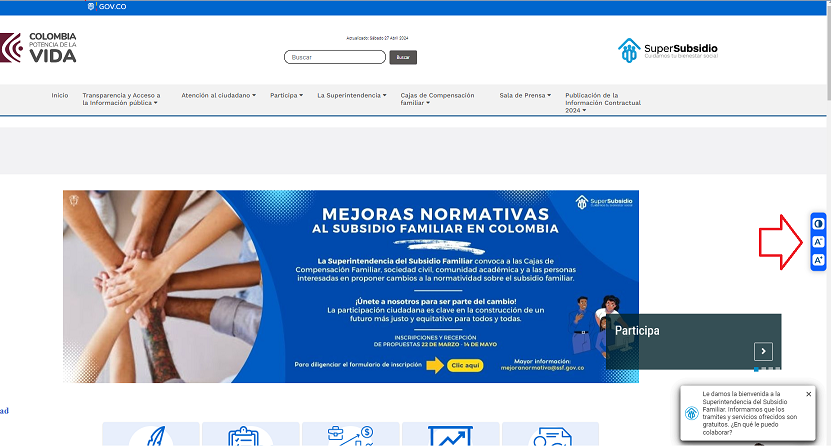 GOV.CO
COLOMBIA
POTENCIA DE LA
VIDA
Actualizado: Sábado 27 Abril 2024
Buscar
Buscar
SuperSubsidio
Cuidamos tu bienestar social
Inicio
Transparencia y Acceso a
la Información pública
Atención al ciudadano
Participa
La Superintendencia
Cajas de Compensación
familiar
Sala de Prensa
Publicación de la
Información Contractual
2024
SuperSubsidio
MEJORAS NORMATIVAS
AL SUBSIDIO FAMILIAR EN COLOMBIA
La Superintendencia del Subsidio Familiar convoca a las Cajas de
Compensación Familiar, sociedad civil, comunidad académica y a las personas
interesadas en proponer cambios a la normatividad sobre el subsidio familiar.
¡Únete a nosotros para ser parte del cambio!
La participación ciudadana es clave en la construcción de un
futuro más justo y equitativo para todos y todas.
INSCRIPCIONES Y RECEPCIÓN
DE PROPUESTAS 22 DE MARZO - 14 DE MAYO
Para diligenciar el formulario de inscripción
Clic aquí
Mayor información:
mejoranormativa@ssf.gov.co
Participa
A-
A+
ad
Le damos la bienvenida a la
Superintendencia del Subsidio
Familiar. Informamos que los
tramites y servicios ofrecidos son
gratuitos. ¿En qué le puedo
colaborar?